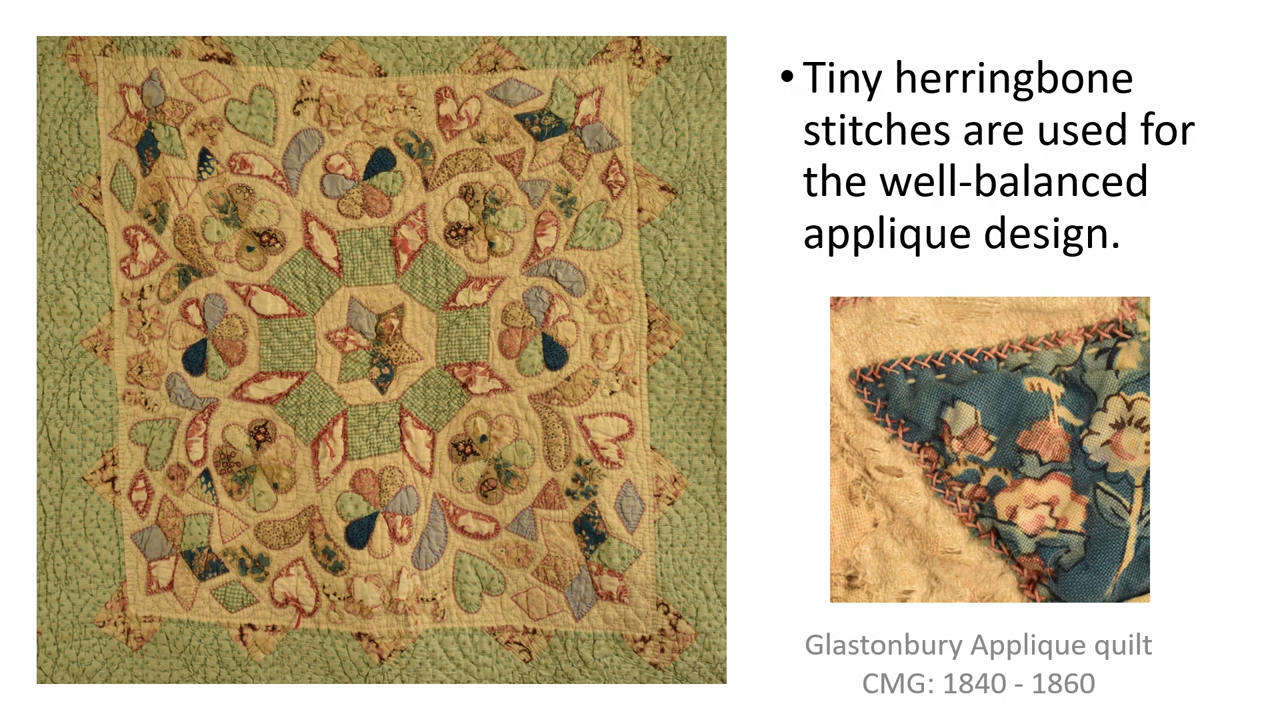 • Tiny herringbone
stitches are used for
the well-balanced
applique design.
Glastonbury Applique quilt
CMG: 1840 - 1860